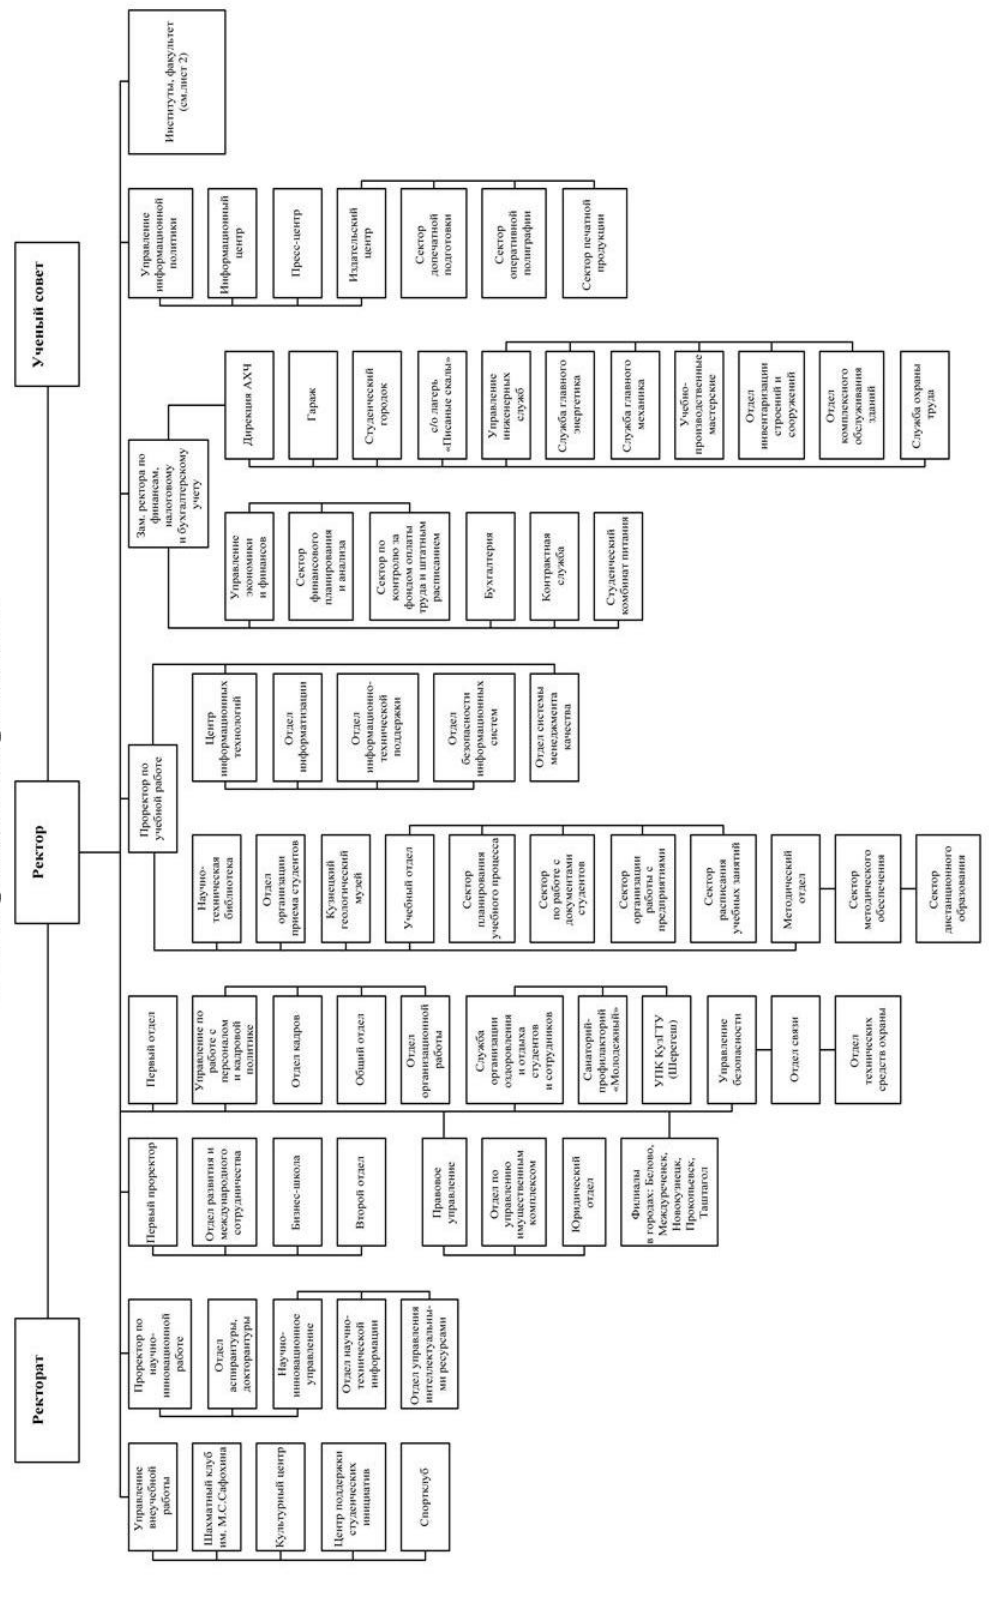 Ректорат
Ректор
Ученый совет
Управление
внеучебной
работы
Шахматный клуб
им. М.С.Сафохина
Культурный центр
Центр поддержки
студенческих
инициатив
Спортклуб
Проректор по
научно-
инновационной
работе
Отдел
аспирантуры,
докторантуры
Научно-
инновационное
управление
Отдел научно-
технической
информации
Отдел управления
интеллектуальны-
ми ресурсами
Первый проректор
Отдел развития и
международного
сотрудничества
Бизнес-школа
Второй отдел
Правовое
управление
Отдел по
управлению
имущественным
комплексом
Юридический
отдел
Филиалы
в городах: Белово,
Междуреченск,
Новокузнецк,
Прокопьевск,
Таштагол
Первый отдел
Управление по
работе с
персоналом
и кадровой
политике
Отдел кадров
Общий отдел
Отдел
организационной
работы
Служба
организации
оздоровления
и отдыха
студентов
и сотрудников
Санаторий-
профилакторий
«Молодежный»
УПК КузГТУ
(Шерегеш)
Управление
безопасности
Отдел связи
Отдел
технических
средств охраны
Проректор по
учебной работе
Научно-
техническая
библиотека
Отдел
организации
приема студентов
Кузнецкий
геологический
музей
Учебный отдел
Сектор
планирования
учебного процесса
Сектор
по работе с
документами
студентов
Сектор
организации
работы с
предприятиями
Сектор
расписания
учебных занятий
Методический
отдел
Сектор
методического
обеспечения
Сектор
дистанционного
образования
Центр
информационных
технологий
Отдел
информатизации
Отдел
информационно-
технической
поддержки
Отдел
безопасности
информационных
систем
Отдел системы
менеджмента
качества
Зам. ректора по
финансам,
налоговому
и бухгалтерскому
учету
Управление
экономики
и финансов
Сектор
финансового
планирования
и анализа
Сектор по
контролю за
фондом оплаты
труда и штатным
расписанием
Бухгалтерия
Контрактная
служба
Студенческий
комбинат питания
Дирекция АХЧ
Гараж
Студенческий
городок
с/о лагерь
«Писаные скалы»
Управление
инженерных
служб
Служба главного
энергетика
Служба главного
механика
Учебно-
производственные
мастерские
Отдел
инвентаризации
строений и
сооружений
Отдел
комплексного
обслуживания
зданий
Служба охраны
труда
Управление
информационной
политики
Информационный
центр
Пресс-центр
Издательский
центр
Сектор
допечатной
подготовки
Сектор
оперативной
полиграфии
Сектор печатной
продукции
Институты, факультет
(см.лист 2)